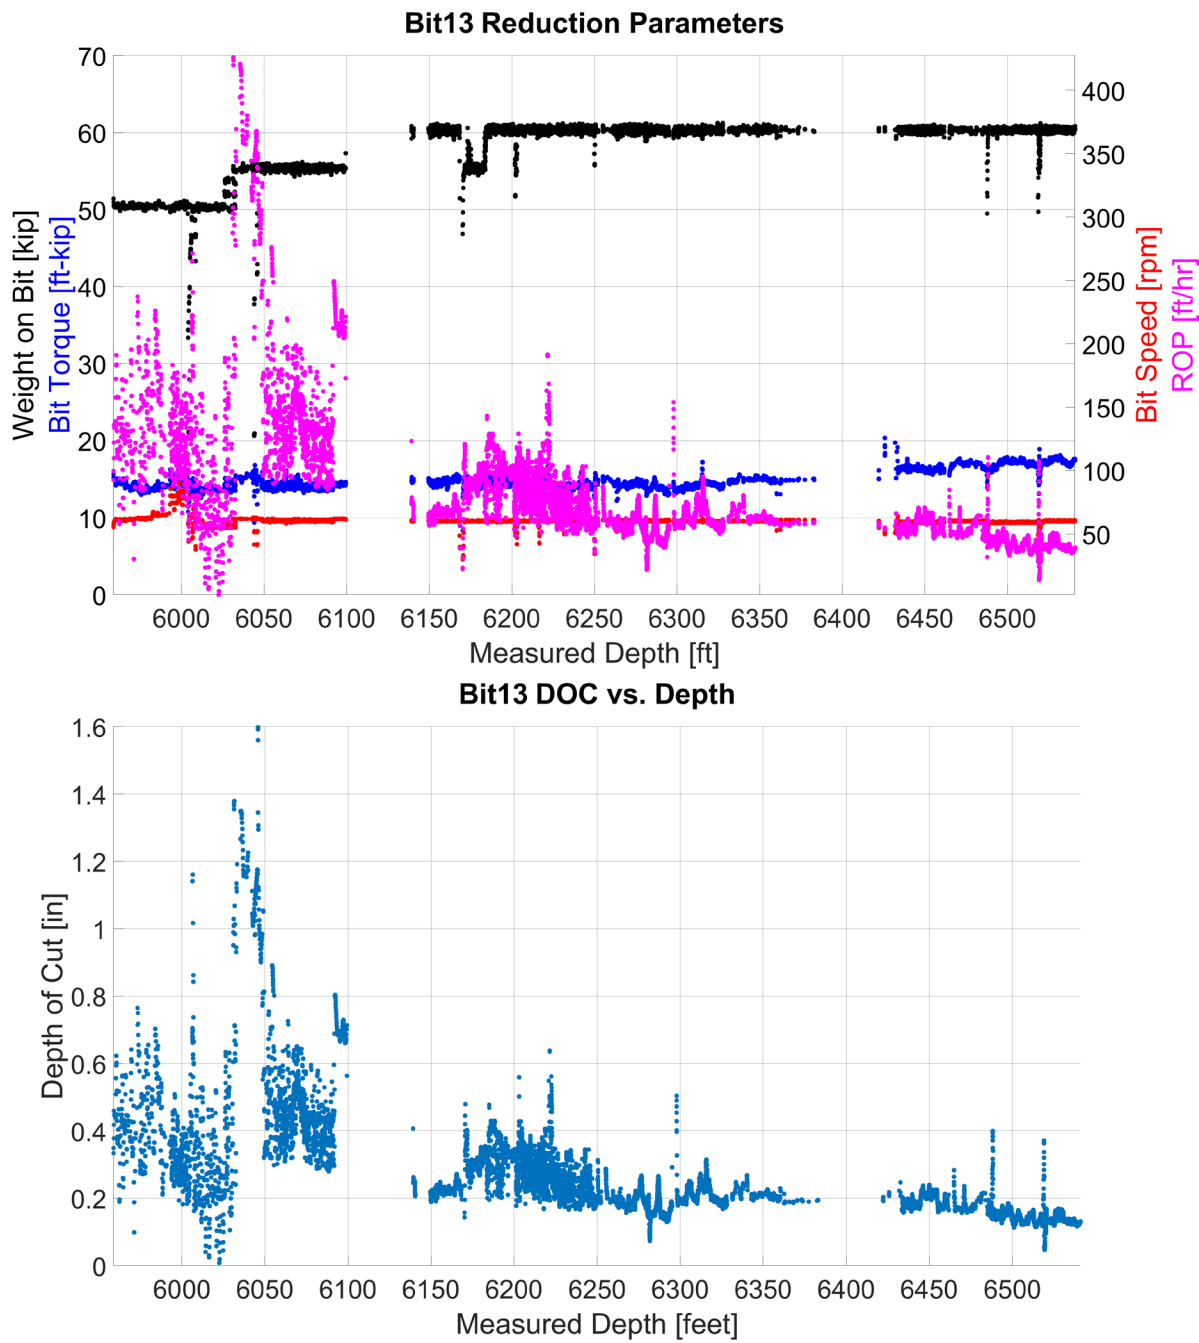 Bit13 Reduction Parameters
Weight on Bit [kip]
Bit Torque [ft-kip]
70
60
50
40
30
20
10
0
400
350
300
250
200
150
100
50
Bit Speed [rpm]
ROP [ft/hr]
6000 6050 6100 6150 6200 6250 6300 6350 6400 6450 6500
Measured Depth [ft]
Bit13 DOC vs. Depth
Depth of Cut [in]
1.6
1.4
1.2
1
0.8
0.6
0.4
0.2
0
6000 6050 6100 6150 6200 6250 6300 6350 6400 6450 6500
Measured Depth [feet]